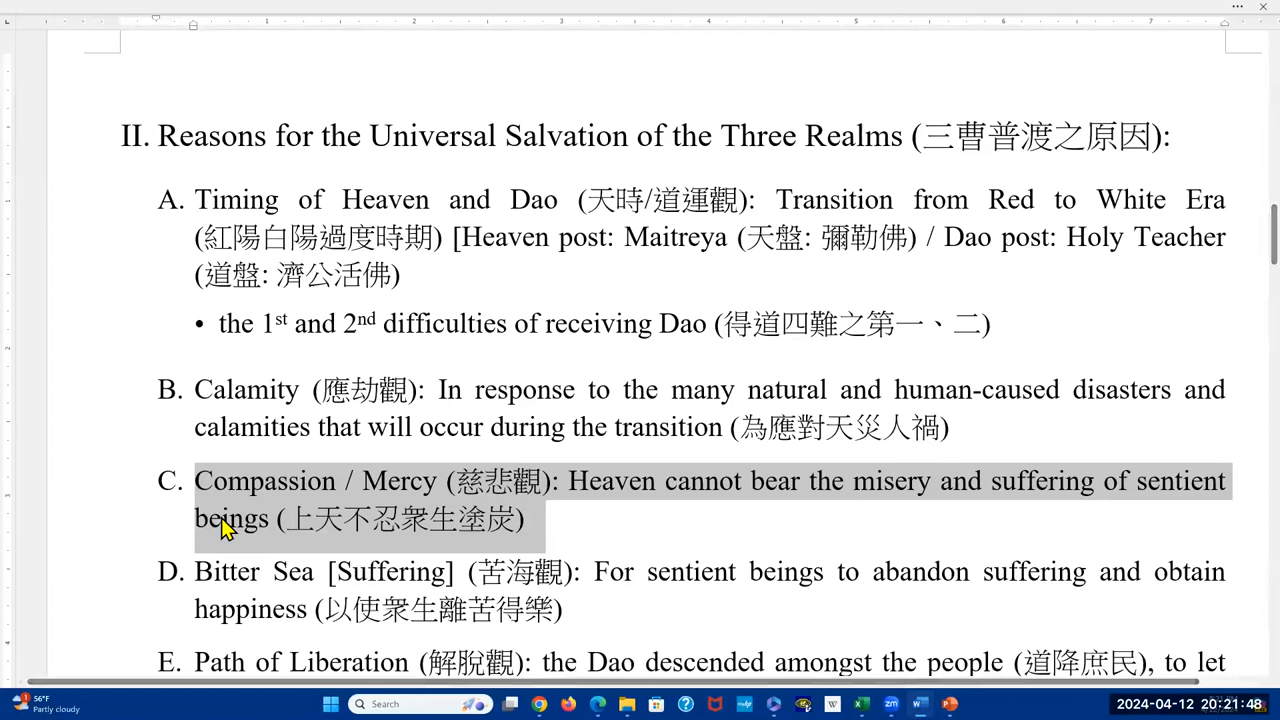 II. Reasons for the Universal Salvation of the Three Realms (三曹普渡之原因):
A. Timing of Heaven and Dao (天時/道運觀): Transition from Red to White Era
(紅陽白陽過度時期) [Heaven post: Maitreya (天盤: 彌勒佛) / Dao post: Holy Teacher
(道盤: 濟公活佛)
• the 1st and 2nd difficulties of receiving Dao (得道四難之第一、二)
B. Calamity (應劫觀): In response to the many natural and human-caused disasters and
calamities that will occur during the transition (為應對天災人禍)
C. Compassion / Mercy (慈悲觀): Heaven cannot bear the misery and suffering of sentient
beings (上天不忍衆生塗炭)
D. Bitter Sea [Suffering] (苦海觀): For sentient beings to abandon suffering and obtain
happiness (以使衆生離苦得樂)
E. Path of Liberation (解脫觀): the Dao descended amongst the people (道降庶民), to let
56°F
Partly cloudy
Search
2024-04-12 20:21:48